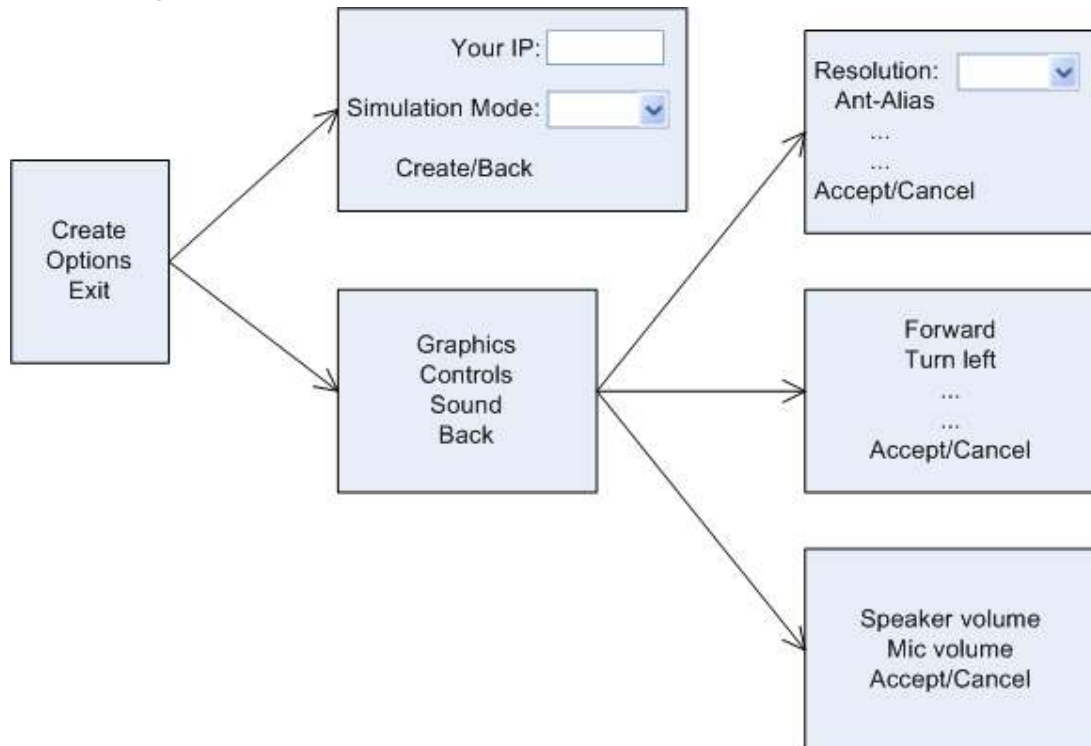 Create
Options
Exit
Your IP:
Simulation Mode:
Create/Back
Graphics
Controls
Sound
Back
Resolution:
Ant-Alias
...
...
Accept/Cancel
Forward
Turn left
...
...
Accept/Cancel
Speaker volume
Mic volume
Accept/Cancel